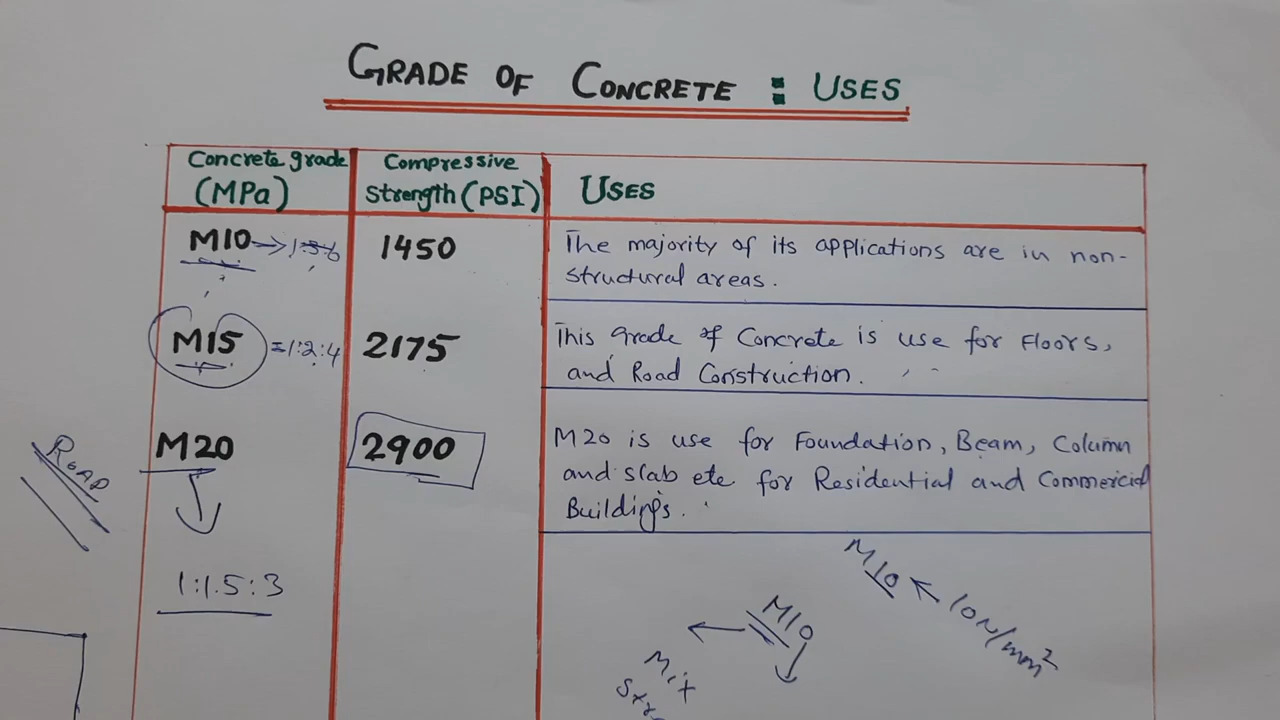 GRADE OF CONCRETE : USES
Concrete grade (MPa)
Compressive Strength (PSI)
USES
M10 → 1:3:6
1450
The majority of its applications are in non-
structural areas.
M15 = 1:2:4
2175
This grade of Concrete is use for Floors,
and Road Construction.
M20
2900
M20 is use for Foundation, Beam, Column
and slab etc for Residential and Commercial
Buildings.
1:1.5:3
ROAD
M10 ← 10N/mm²
M10
Mix